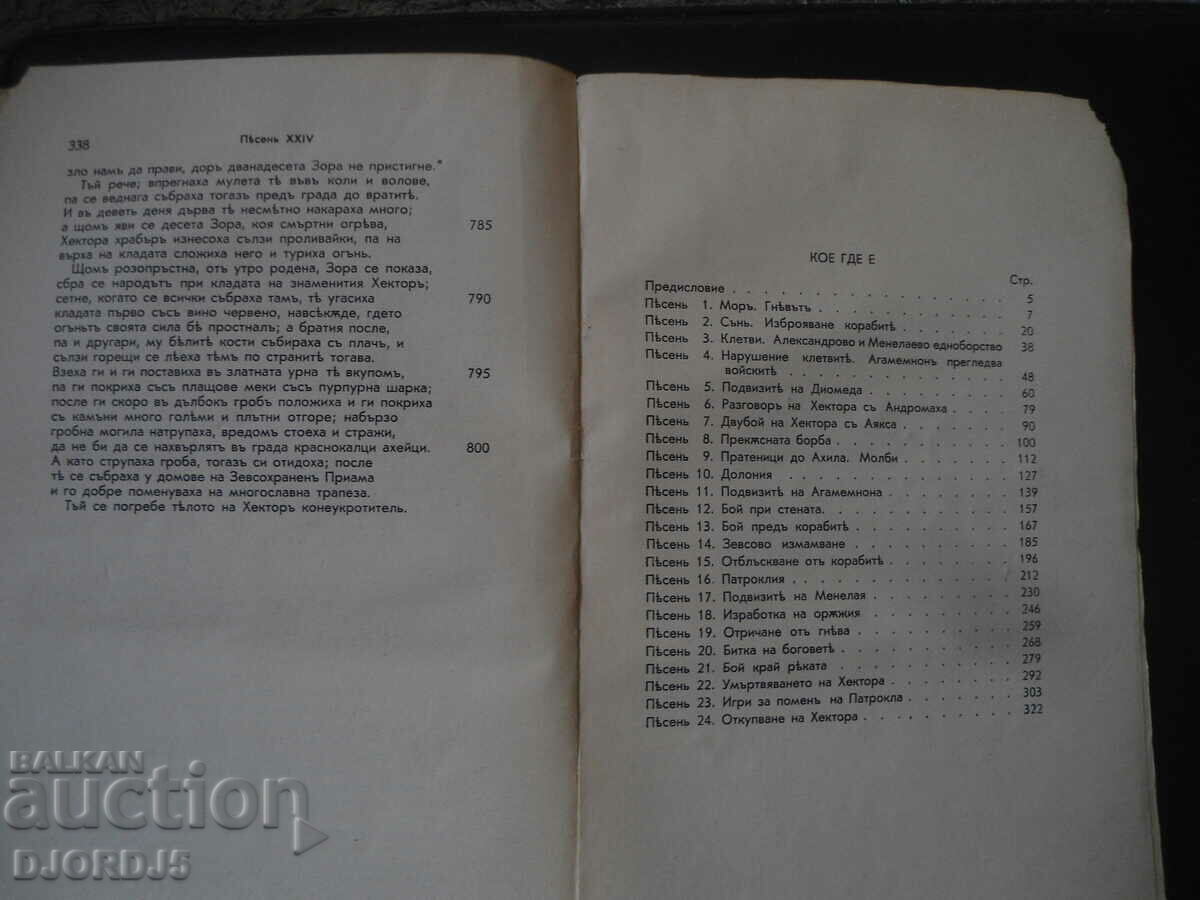 338
Пѣсень XXIV
зло намъ да прави, доръ дванадесета Зора не пристигне."
Тъй рече; впрегнаха мулета тѣ въвъ коли и волове,
па се веднага събраха тогазъ предъ града до вратитѣ.
И въ деветь деня дърва тѣ несмѣтно накараха много;
а щомъ яви се десета Зора, коя смъртни огрѣва, 785
Хектора храбъръ изнесоха сълзи проливайки, па на
върха на кладата сложиха него и туриха огънь.
Щомъ розопръстна, отъ утро родена, Зора се показа,
сбра се народътъ при кладата на знаменития Хекторъ;
сетне, когато се всички събраха тамъ, тѣ угасиха 790
кладата първо съсъ вино червено, навсѣкѫде, гдето
огъньтъ своята сила бѣ простналъ; а братия после,
па и другари, му бѣлитѣ кости събираха съ плачъ, и
сълзи горещи се лѣеха тѣмъ по странитѣ тогава.
Взеха ги и ги поставиха въ златната урна тѣ вкупомъ, 795
па ги покриха съсъ плащове меки съсъ пурпурна шарка;
после ги скоро въ дълбокъ гробъ положиха и ги покриха
съ камъни много голѣми и плътни отгоре; набързо
гробна могила натрупаха, вредомъ стоеха и стражи,
да не би да се нахвърлятъ въ града краснокалци ахейци. 800
А като струпаха гроба, тогазъ си отидоха; после
тѣ се събраха у домове на Зевсохраненъ Приама
и го добре поменуваха на многославна трапеза.
Тъй се погребе тѣлото на Хекторъ конеукротитель.
КОЕ ГДЕ Е
Стр.
Предисловие . . . . . . . . . . . . . . 5
Пѣсень 1. Моръ. Гнѣвътъ . . . . . . . . . . 7
Пѣсень 2. Сънь. Изброяване корабитѣ . . . . . . . 20
Пѣсень 3. Клетви. Александрово и Менелаево едноборство 38
Пѣсень 4. Нарушение клетвитѣ. Агамемнонъ прегледва
войскитѣ . . . . . . . . . . . . . 48
Пѣсень 5. Подвизитѣ на Диомеда . . . . . . . . 60
Пѣсень 6. Разговоръ на Хектора съ Андромаха . . . . 79
Пѣсень 7. Двубой на Хектора съ Аякса . . . . . . 90
Пѣсень 8. Прекѫсната борба . . . . . . . . . 100
Пѣсень 9. Пратеници до Ахила. Молби . . . . . . 112
Пѣсень 10. Долония . . . . . . . . . . . . 127
Пѣсень 11. Подвизитѣ на Агамемнона . . . . . . . 139
Пѣсень 12. Бой при стената. . . . . . . . . . 157
Пѣсень 13. Бой предъ корабитѣ . . . . . . . . 167
Пѣсень 14. Зевсово измамване . . . . . . . . . 185
Пѣсень 15. Отблъскване отъ корабитѣ . . . . . . . 196
Пѣсень 16. Патроклия . . . . . . . . . . . 212
Пѣсень 17. Подвизитѣ на Менелая . . . . . . . . 230
Пѣсень 18. Изработка на орѫжия . . . . . . . . 246
Пѣсень 19. Отричане отъ гнѣва . . . . . . . . 259
Пѣсень 20. Битка на боговетѣ . . . . . . . . . 268
Пѣсень 21. Бой край рѣката . . . . . . . . . 279
Пѣсень 22. Умъртвяването на Хектора . . . . . . . 292
Пѣсень 23. Игри за поменъ на Патрокла . . . . . . 303
Пѣсень 24. Откупване на Хектора . . . . . . . . 322
BALKAN
auction
DJORDJ5